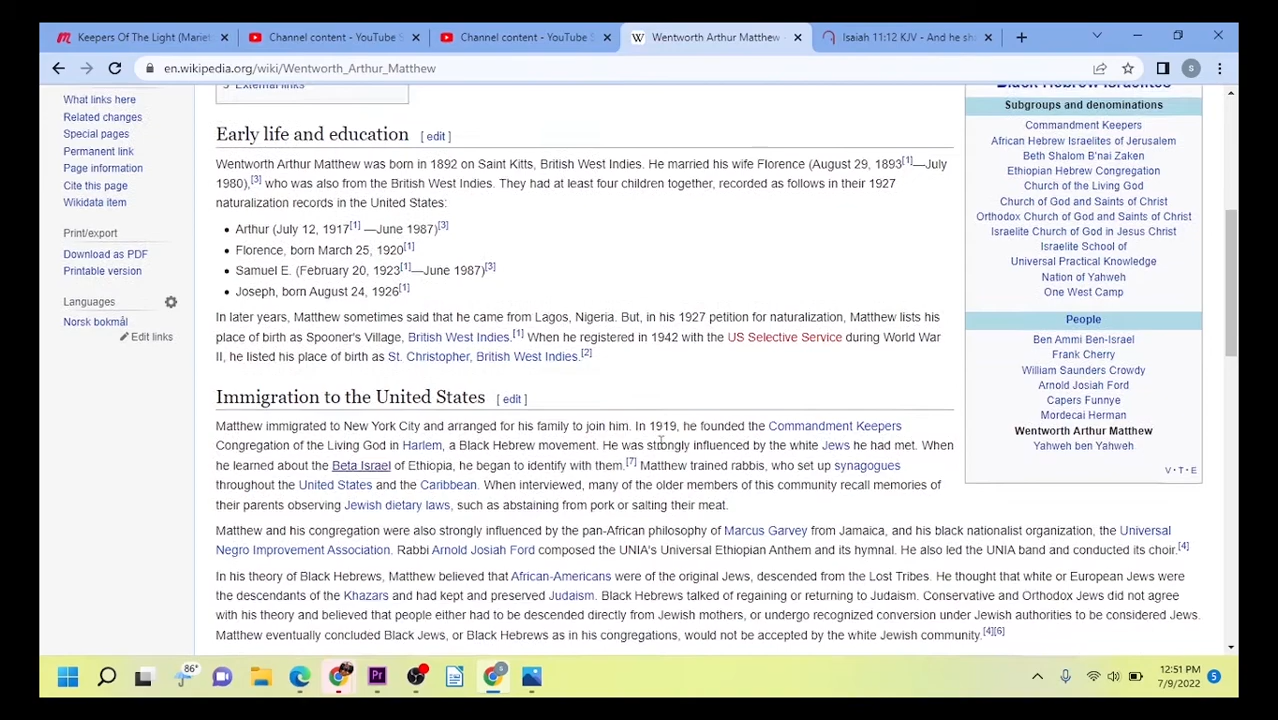 Keepers Of The Light (Mariet
Channel content - YouTube S
Channel content - YouTube S
Wentworth Arthur Matthew -
Isaiah 11:12 KJV - And he sh
en.wikipedia.org/wiki/Wentworth_Arthur_Matthew
S
What links here
Related changes
Special pages
Permanent link
Page information
Cite this page
Wikidata item
Print/export
Download as PDF
Printable version
Languages
Norsk bokmål
Edit links
5 External links
Early life and education [ edit ]
Wentworth Arthur Matthew was born in 1892 on Saint Kitts, British West Indies. He married his wife Florence (August 29, 1893[1]—July
1980),[3] who was also from the British West Indies. They had at least four children together, recorded as follows in their 1927
naturalization records in the United States:
• Arthur (July 12, 1917[1] —June 1987)[3]
• Florence, born March 25, 1920[1]
• Samuel E. (February 20, 1923[1]—June 1987)[3]
• Joseph, born August 24, 1926[1]
In later years, Matthew sometimes said that he came from Lagos, Nigeria. But, in his 1927 petition for naturalization, Matthew lists his
place of birth as Spooner's Village, British West Indies.[1] When he registered in 1942 with the US Selective Service during World War
II, he listed his place of birth as St. Christopher, British West Indies.[2]
Immigration to the United States [ edit ]
Matthew immigrated to New York City and arranged for his family to join him. In 1919, he founded the Commandment Keepers
Congregation of the Living God in Harlem, a Black Hebrew movement. He was strongly influenced by the white Jews he had met. When
he learned about the Beta Israel of Ethiopia, he began to identify with them.[7] Matthew trained rabbis, who set up synagogues
throughout the United States and the Caribbean. When interviewed, many of the older members of this community recall memories of
their parents observing Jewish dietary laws, such as abstaining from pork or salting their meat.
Matthew and his congregation were also strongly influenced by the pan-African philosophy of Marcus Garvey from Jamaica, and his black nationalist organization, the Universal
Negro Improvement Association. Rabbi Arnold Josiah Ford composed the UNIA's Universal Ethiopian Anthem and its hymnal. He also led the UNIA band and conducted its choir.[4]
In his theory of Black Hebrews, Matthew believed that African-Americans were of the original Jews, descended from the Lost Tribes. He thought that white or European Jews were
the descendants of the Khazars and had kept and preserved Judaism. Black Hebrews talked of regaining or returning to Judaism. Conservative and Orthodox Jews did not agree
with his theory and believed that people either had to be descended directly from Jewish mothers, or undergo recognized conversion under Jewish authorities to be considered Jews.
Matthew eventually concluded Black Jews, or Black Hebrews as in his congregations, would not be accepted by the white Jewish community.[4][6]
Black Hebrew Israelites
Subgroups and denominations
Commandment Keepers
African Hebrew Israelites of Jerusalem
Beth Shalom B'nai Zaken
Ethiopian Hebrew Congregation
Church of the Living God
Church of God and Saints of Christ
Orthodox Church of God and Saints of Christ
Israelite Church of God in Jesus Christ
Israelite School of
Universal Practical Knowledge
Nation of Yahweh
One West Camp
People
Ben Ammi Ben-Israel
Frank Cherry
William Saunders Crowdy
Arnold Josiah Ford
Capers Funnye
Mordecai Herman
Wentworth Arthur Matthew
Yahweh ben Yahweh
V • T • E
86°
Pr
12:51 PM
7/9/2022
5